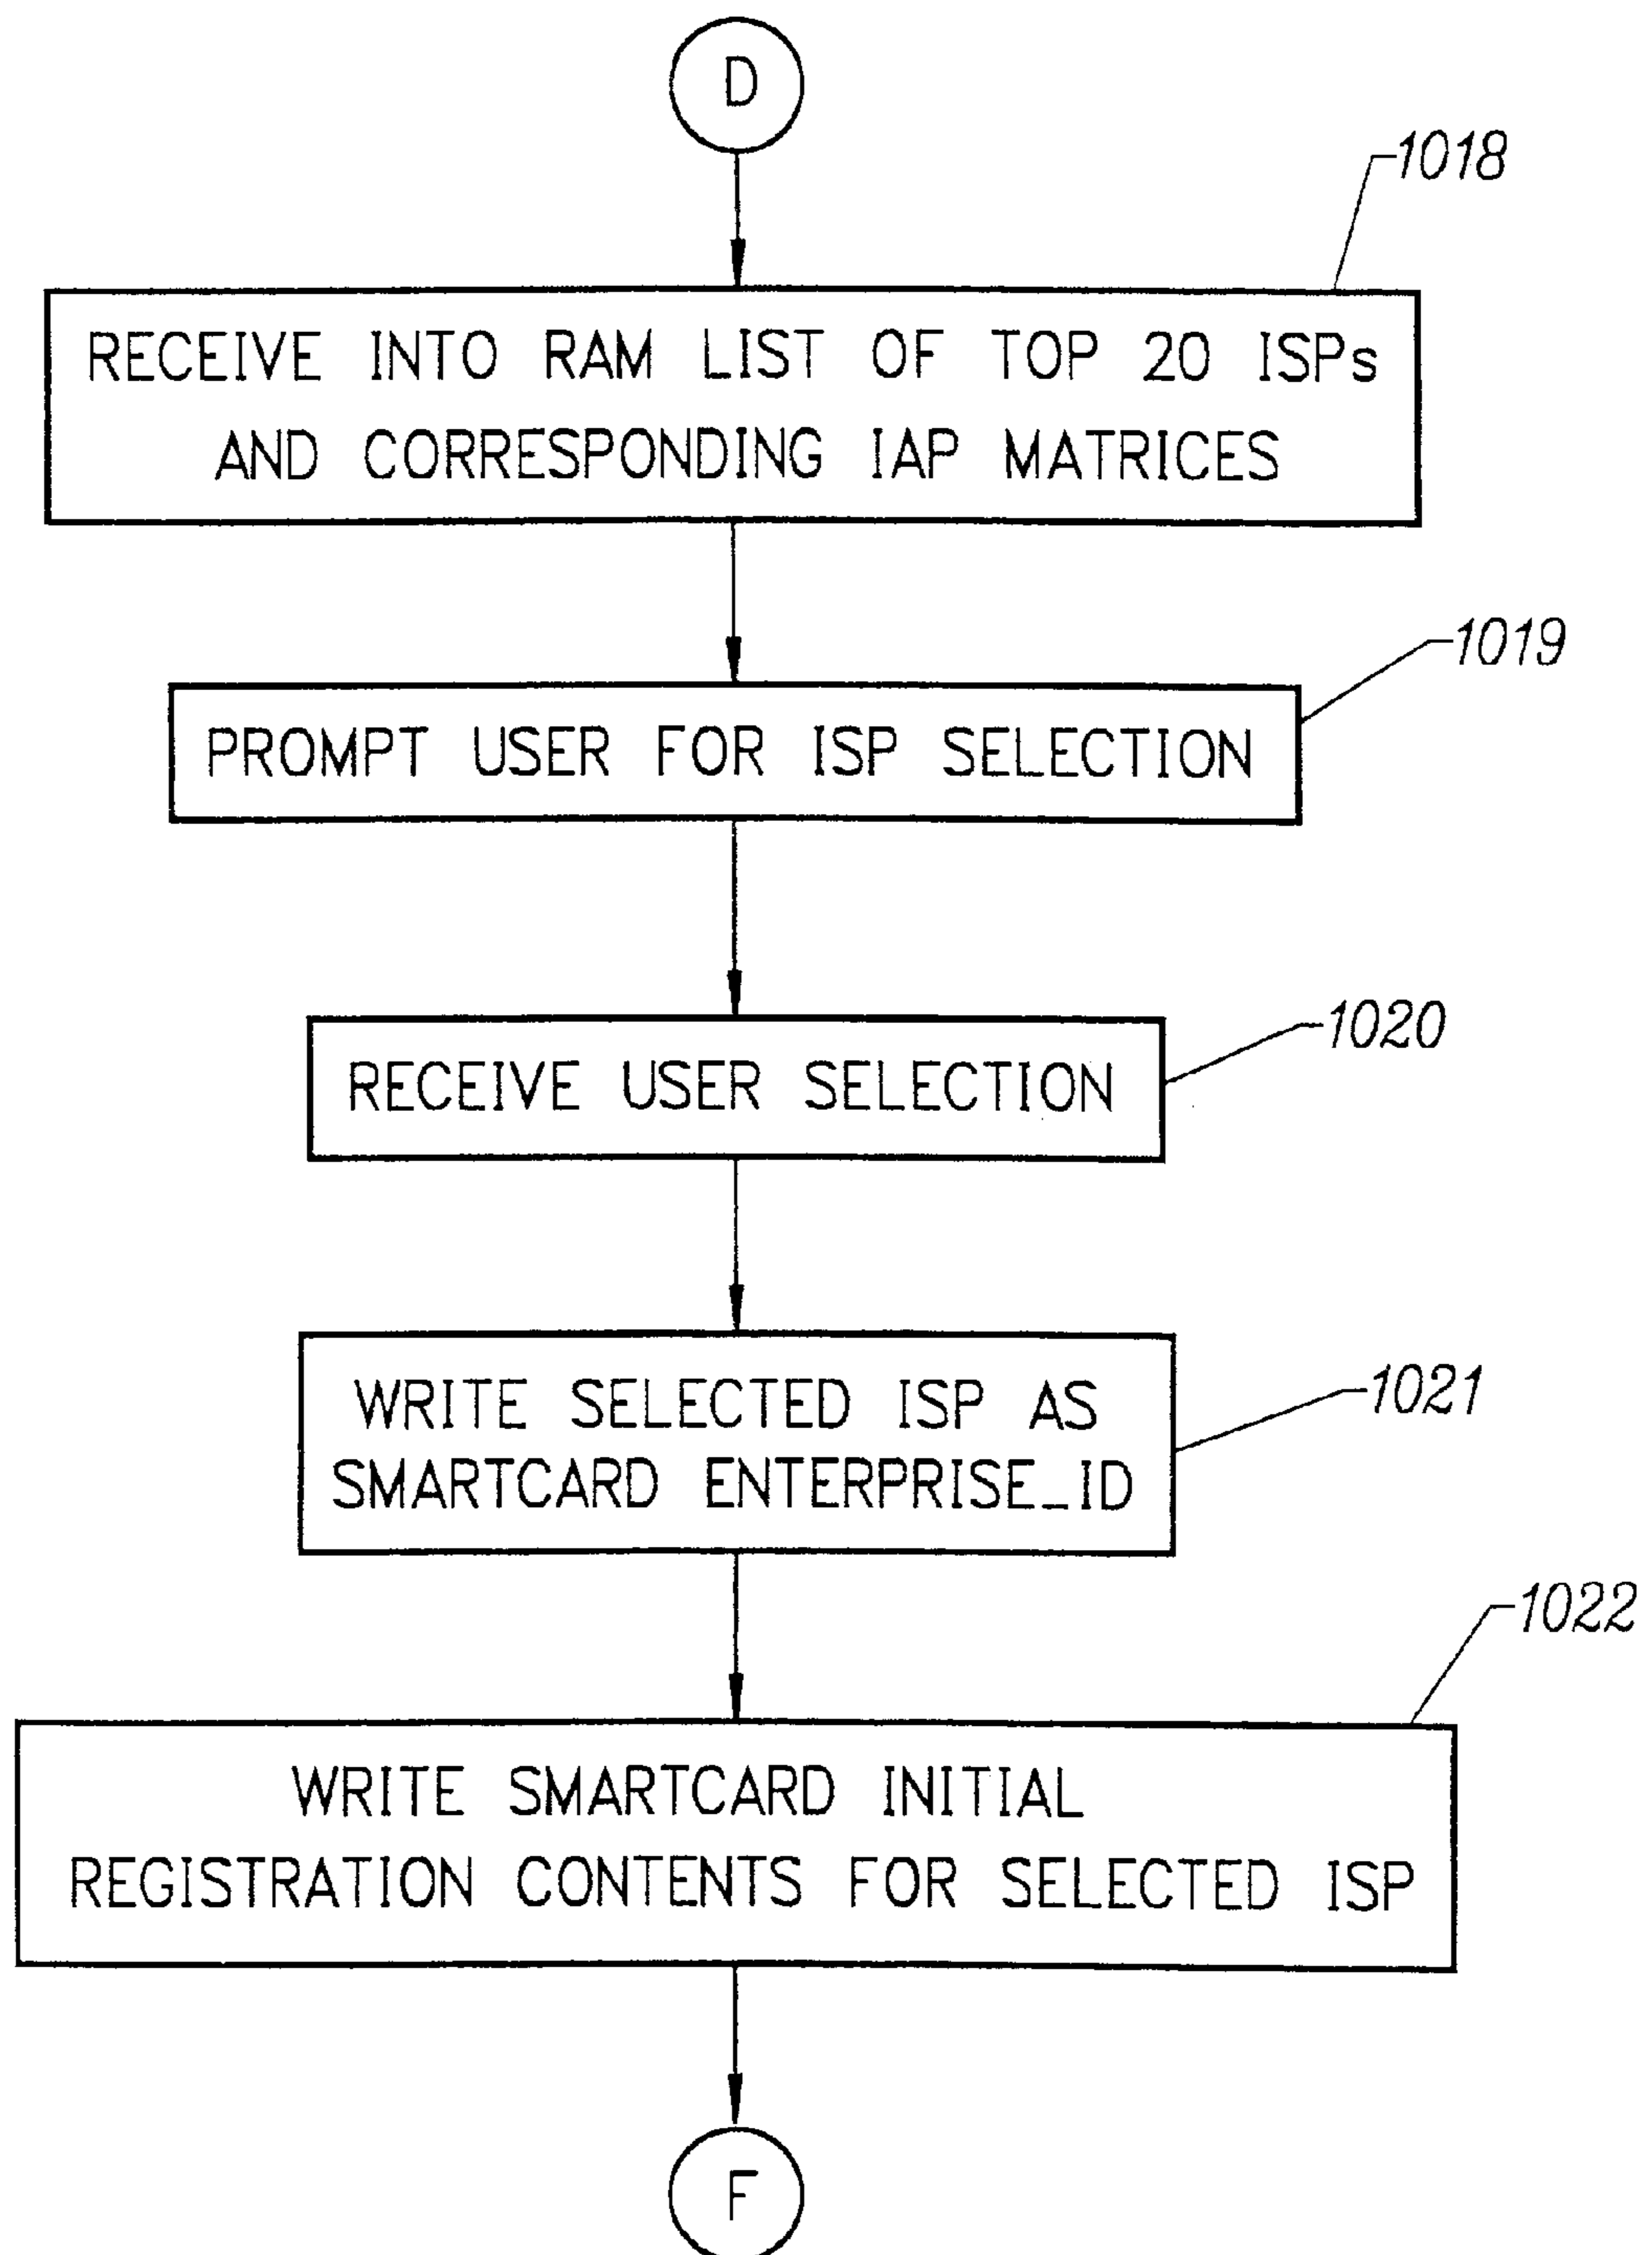 D
1018
RECEIVE INTO RAM LIST OF TOP 20 ISPs
AND CORRESPONDING IAP MATRICES
1019
PROMPT USER FOR ISP SELECTION
1020
RECEIVE USER SELECTION
1021
WRITE SELECTED ISP AS
SMARTCARD ENTERPRISE_ID
1022
WRITE SMARTCARD INITIAL
REGISTRATION CONTENTS FOR SELECTED ISP
F